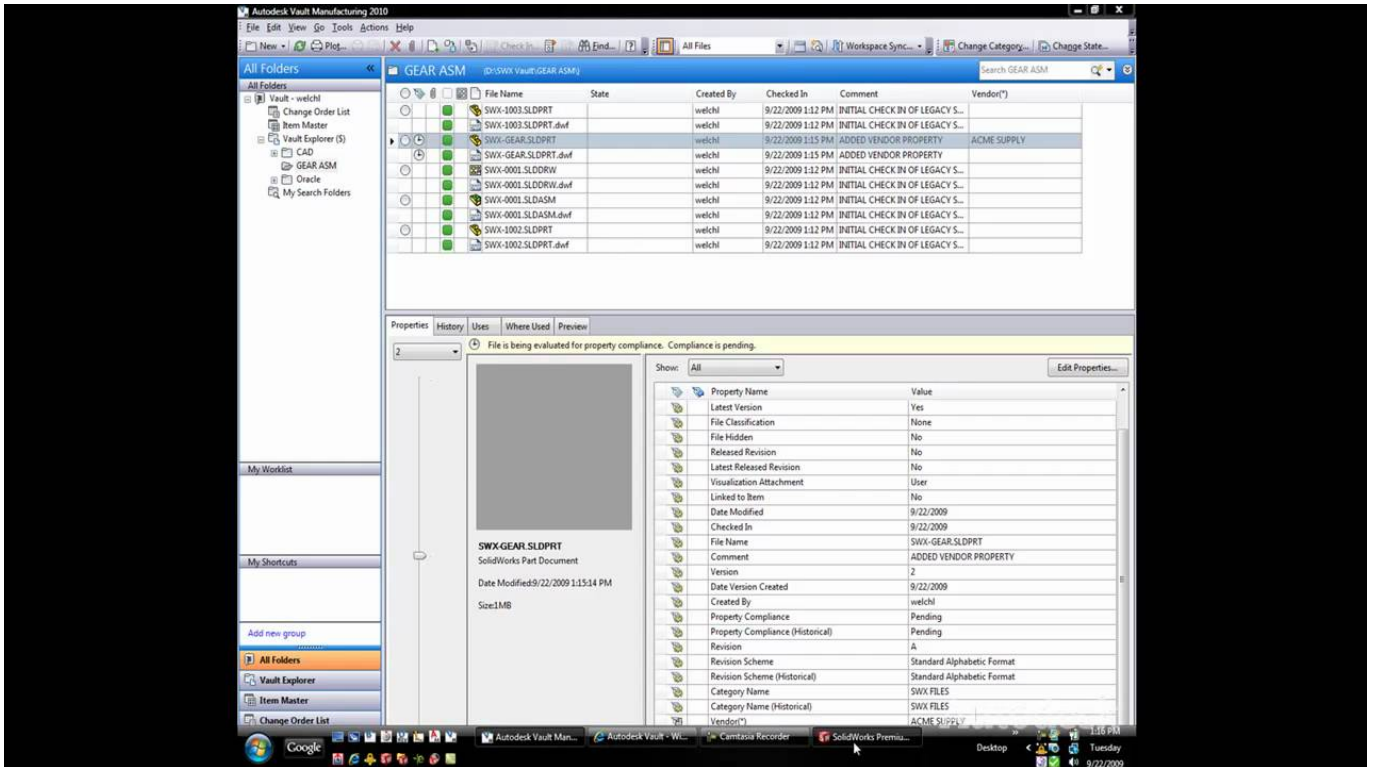 Autodesk Vault Manufacturing 2010
File Edit View Go Tools Actions Help
New Plot... Check In... Find... All Files Workspace Sync... Change Category... Change State...
All Folders «
All Folders
Vault - welchl
Change Order List
Item Master
Vault Explorer ($)
CAD
GEAR ASM
Oracle
My Search Folders
My Worklist
My Shortcuts
Add new group
All Folders
Vault Explorer
Item Master
Change Order List
GEAR ASM (D:\SWX Vault\GEAR ASM\) Search GEAR ASM
File Name State Created By Checked In Comment Vendor(*)
SWX-1003.SLDPRT welchl 9/22/2009 1:12 PM INITIAL CHECK IN OF LEGACY S...
SWX-1003.SLDPRT.dwf welchl 9/22/2009 1:12 PM INITIAL CHECK IN OF LEGACY S...
SWX-GEAR.SLDPRT welchl 9/22/2009 1:15 PM ADDED VENDOR PROPERTY ACME SUPPLY
SWX-GEAR.SLDPRT.dwf welchl 9/22/2009 1:15 PM ADDED VENDOR PROPERTY
SWX-0001.SLDDRW welchl 9/22/2009 1:12 PM INITIAL CHECK IN OF LEGACY S...
SWX-0001.SLDDRW.dwf welchl 9/22/2009 1:12 PM INITIAL CHECK IN OF LEGACY S...
SWX-0001.SLDASM welchl 9/22/2009 1:12 PM INITIAL CHECK IN OF LEGACY S...
SWX-0001.SLDASM.dwf welchl 9/22/2009 1:12 PM INITIAL CHECK IN OF LEGACY S...
SWX-1002.SLDPRT welchl 9/22/2009 1:12 PM INITIAL CHECK IN OF LEGACY S...
SWX-1002.SLDPRT.dwf welchl 9/22/2009 1:12 PM INITIAL CHECK IN OF LEGACY S...
Properties History Uses Where Used Preview
2 File is being evaluated for property compliance. Compliance is pending.
SWX-GEAR.SLDPRT
SolidWorks Part Document
Date Modified:9/22/2009 1:15:14 PM
Size:1MB
Show: All Edit Properties...
Property Name Value
Latest Version Yes
File Classification None
File Hidden No
Released Revision No
Latest Released Revision No
Visualization Attachment User
Linked to Item No
Date Modified 9/22/2009
Checked In 9/22/2009
File Name SWX-GEAR.SLDPRT
Comment ADDED VENDOR PROPERTY
Version 2
Date Version Created 9/22/2009
Created By welchl
Property Compliance Pending
Property Compliance (Historical) Pending
Revision A
Revision Scheme Standard Alphabetic Format
Revision Scheme (Historical) Standard Alphabetic Format
Category Name SWX FILES
Category Name (Historical) SWX FILES
Vendor(*) ACME SUPPLY
Google Autodesk Vault Man... Autodesk Vault - Wi... Camtasia Recorder SolidWorks Premiu... Desktop
1:16 PM
Tuesday
9/22/2009